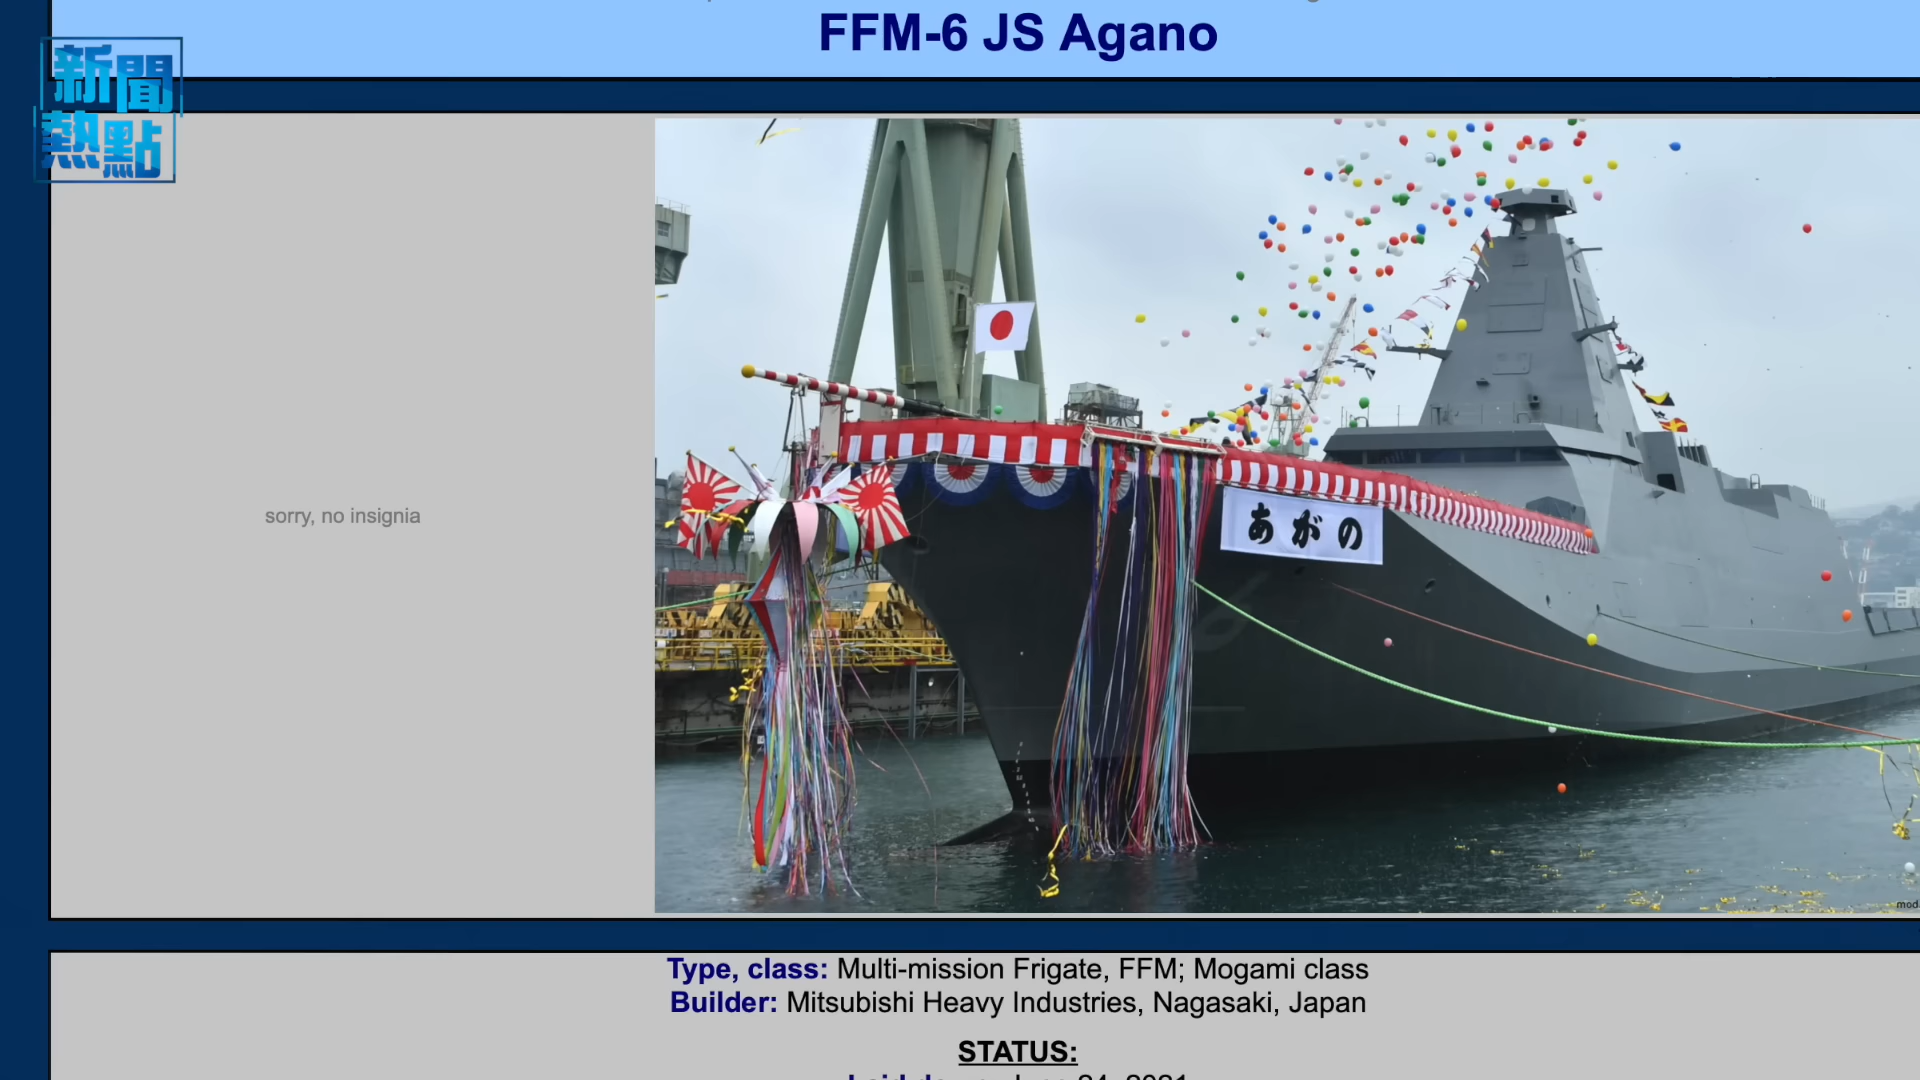 FFM-6 JS Agano
新聞
熱點
sorry, no insignia
あがの
mod
Type, class: Multi-mission Frigate, FFM; Mogami class
Builder: Mitsubishi Heavy Industries, Nagasaki, Japan
STATUS: